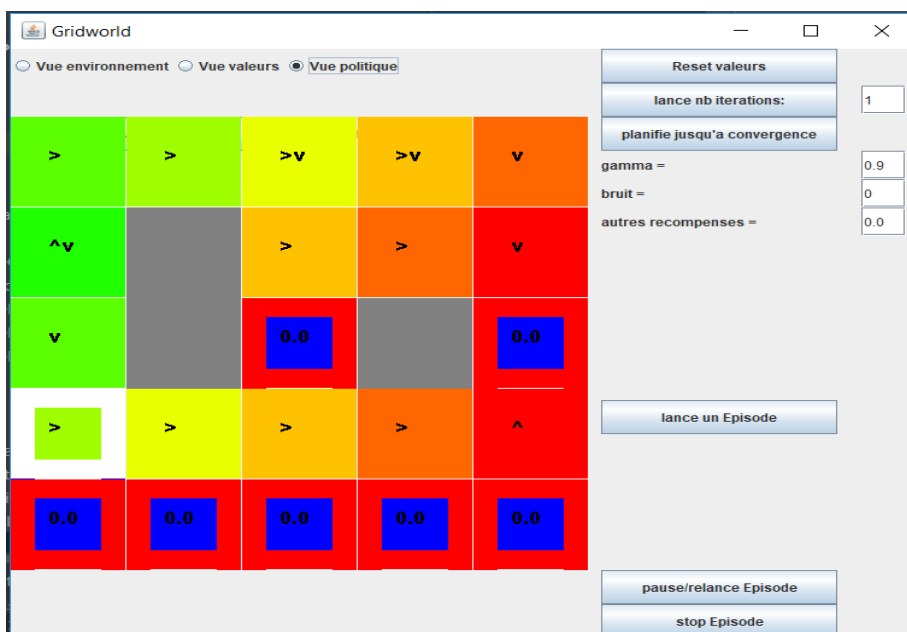 Gridworld
Vue environnement Vue valeurs Vue politique
Reset valeurs
lance nb iterations: 1
planifie jusqu'a convergence
gamma = 0.9
bruit = 0
autres recompenses = 0.0
> > >v >v v
^v > > v
v 0.0 0.0
> > > > ^
0.0 0.0 0.0 0.0 0.0
lance un Episode
pause/relance Episode
stop Episode